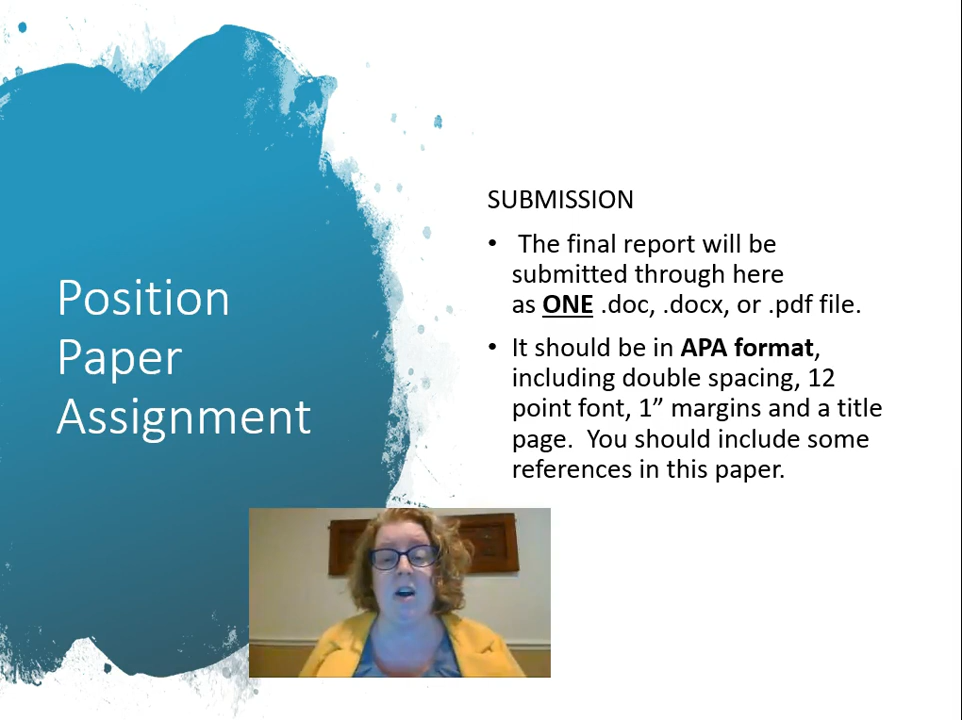 Position
Paper
Assignment
SUBMISSION
• The final report will be
submitted through here
as ONE .doc, .docx, or .pdf file.
• It should be in APA format,
including double spacing, 12
point font, 1” margins and a title
page.  You should include some
references in this paper.